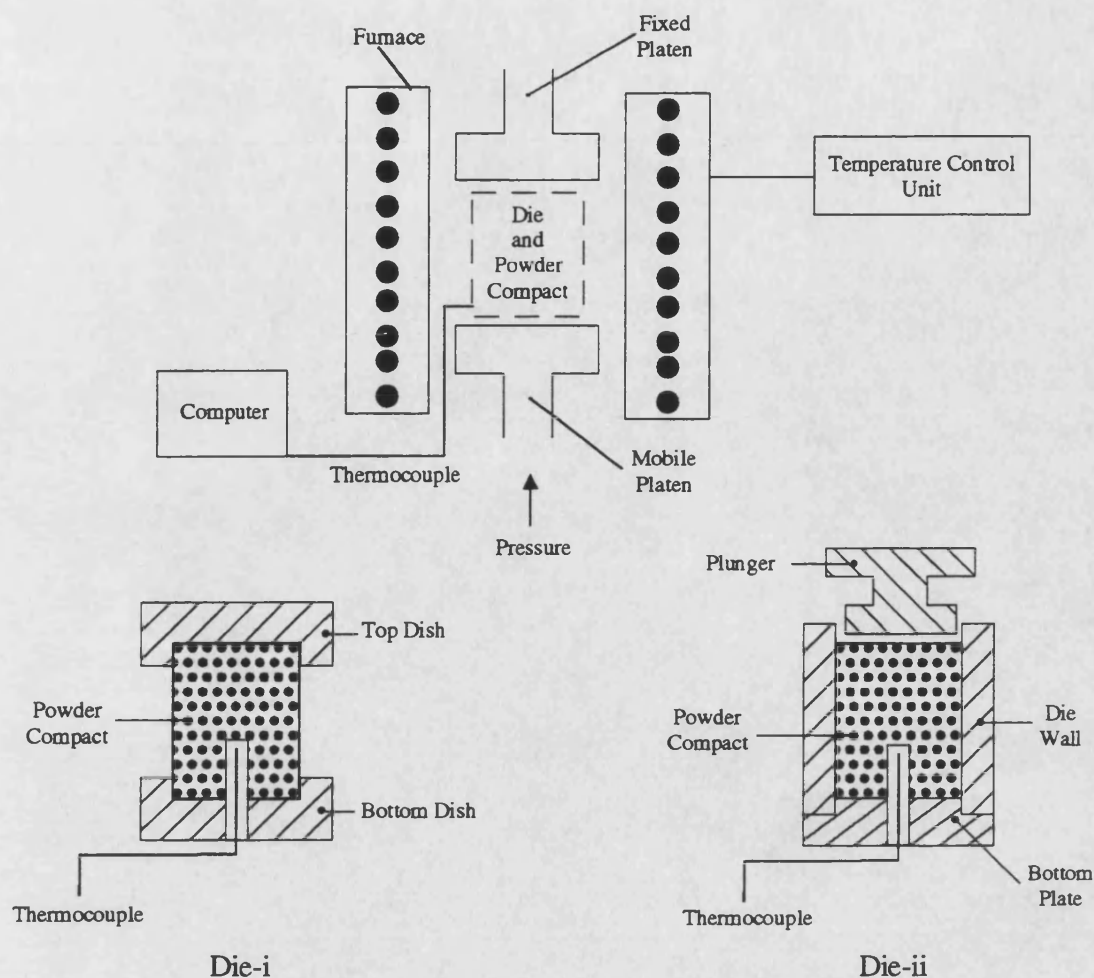 Furnace
Fixed
Platen
Temperature Control
Unit
Die
and
Powder
Compact
Computer
Thermocouple
Mobile
Platen
Pressure
Plunger
Top Dish
Powder
Compact
Powder
Compact
Die
Wall
Bottom Dish
Bottom
Plate
Thermocouple
Thermocouple
Die-i
Die-ii